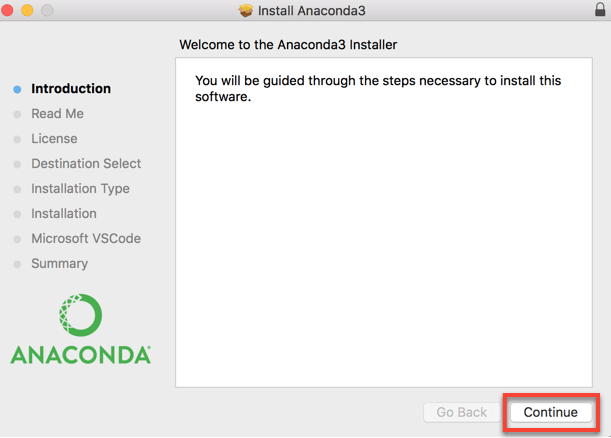 Install Anaconda3
Welcome to the Anaconda3 Installer
Introduction
Read Me
License
Destination Select
Installation Type
Installation
Microsoft VSCode
Summary
You will be guided through the steps necessary to install this
software.
ANACONDA®
Go Back
Continue